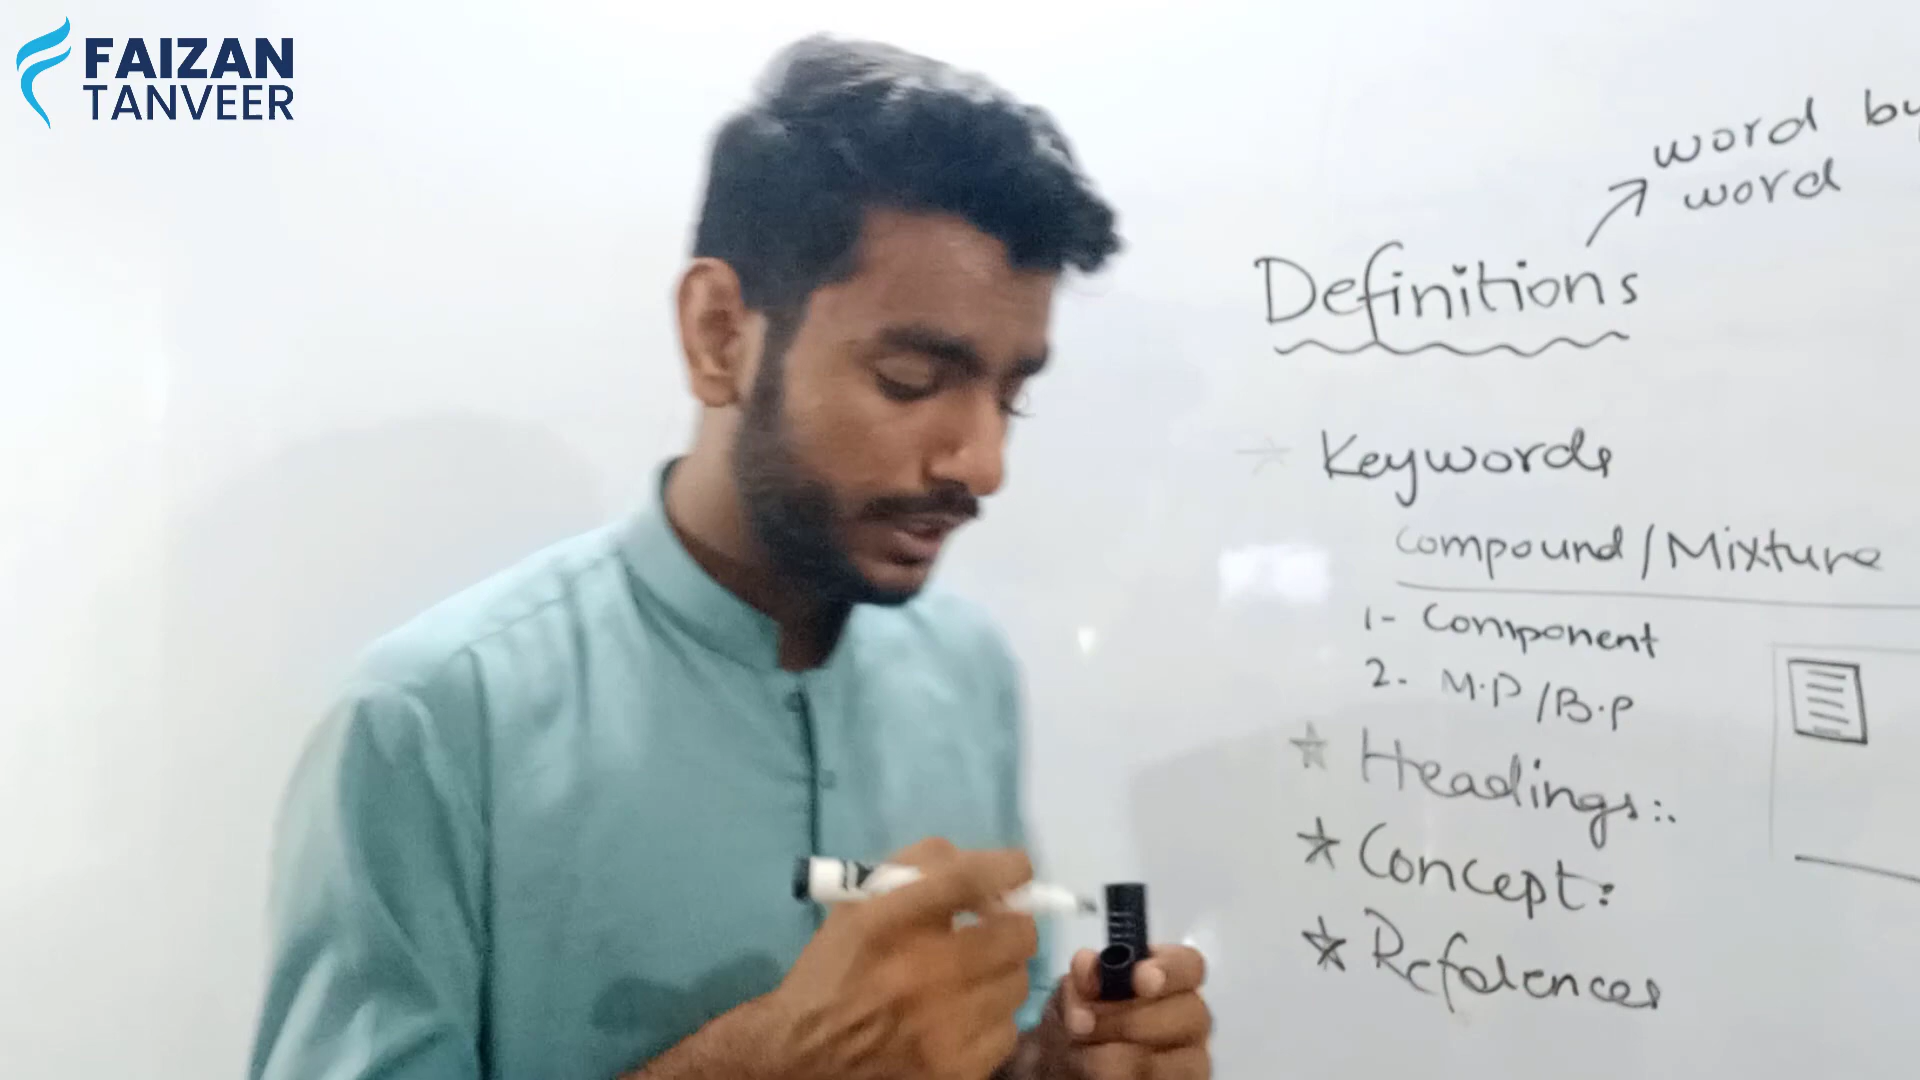 FAIZAN
TANVEER
word by
word
Definitions
Keywords
Compound/Mixture
1- Component
2- M.P/B.P
Headings:
Concept:
References